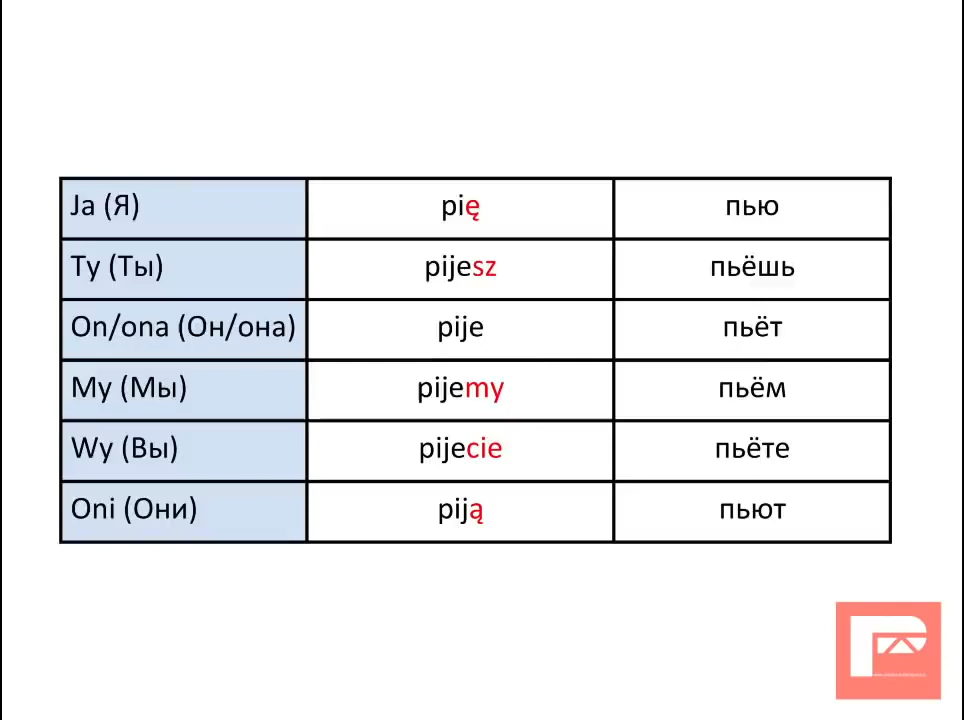 Ja (Я) pię пью
Ty (Ты) pijesz пьёшь
On/ona (Он/она) pije пьёт
My (Мы) pijemy пьём
Wy (Вы) pijecie пьёте
Oni (Они) piją пьют